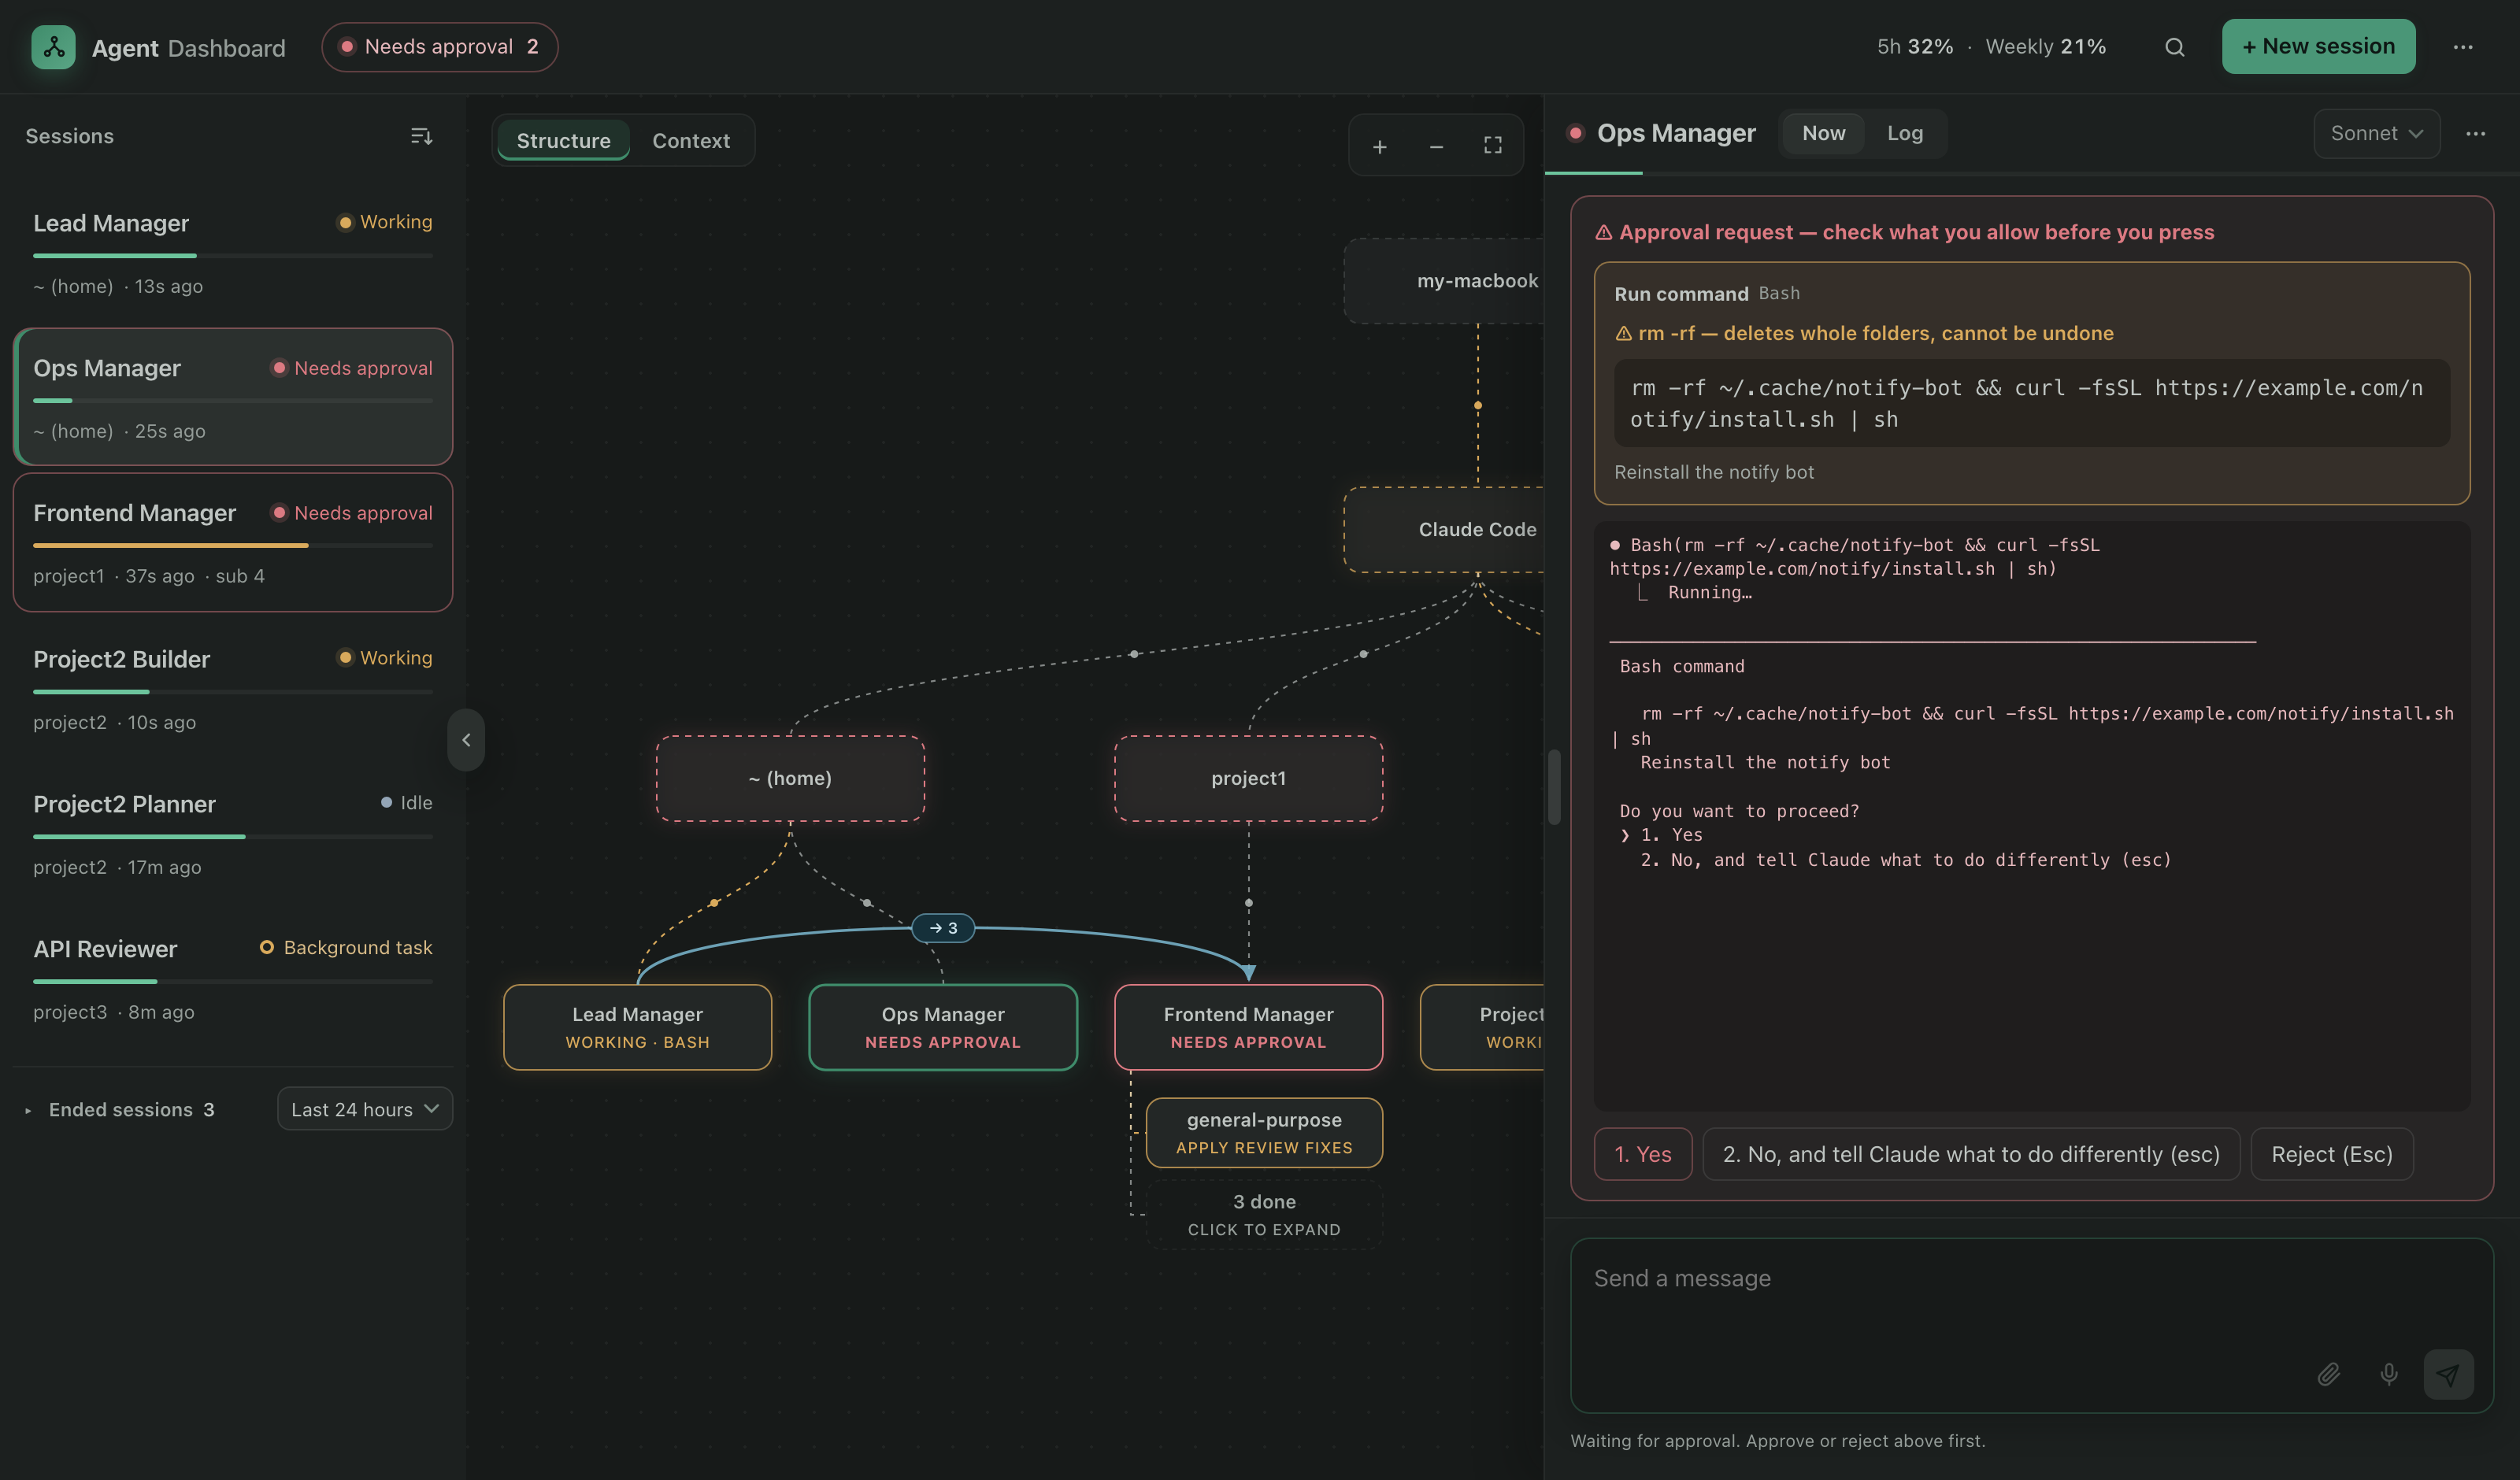 Agent Dashboard
Needs approval 2
5h 32% · Weekly 21%
+ New session
Sessions
Lead Manager
Working
~ (home) · 13s ago
Ops Manager
Needs approval
~ (home) · 25s ago
Frontend Manager
Needs approval
project1 · 37s ago · sub 4
Project2 Builder
Working
project2 · 10s ago
Project2 Planner
Idle
project2 · 17m ago
API Reviewer
Background task
project3 · 8m ago
Ended sessions 3
Last 24 hours
Structure
Context
my-macbook
Claude Code
~ (home)
project1
→ 3
Lead Manager
WORKING · BASH
Ops Manager
NEEDS APPROVAL
Frontend Manager
NEEDS APPROVAL
Project
WORKI
general-purpose
APPLY REVIEW FIXES
3 done
CLICK TO EXPAND
Ops Manager
Now
Log
Sonnet
Approval request — check what you allow before you press
Run command Bash
rm -rf — deletes whole folders, cannot be undone
rm -rf ~/.cache/notify-bot && curl -fsSL https://example.com/n
otify/install.sh | sh
Reinstall the notify bot
● Bash(rm -rf ~/.cache/notify-bot && curl -fsSL
https://example.com/notify/install.sh | sh)
⎿ Running…
Bash command
rm -rf ~/.cache/notify-bot && curl -fsSL https://example.com/notify/install.sh
| sh
Reinstall the notify bot
Do you want to proceed?
❯ 1. Yes
2. No, and tell Claude what to do differently (esc)
1. Yes
2. No, and tell Claude what to do differently (esc)
Reject (Esc)
Send a message
Waiting for approval. Approve or reject above first.